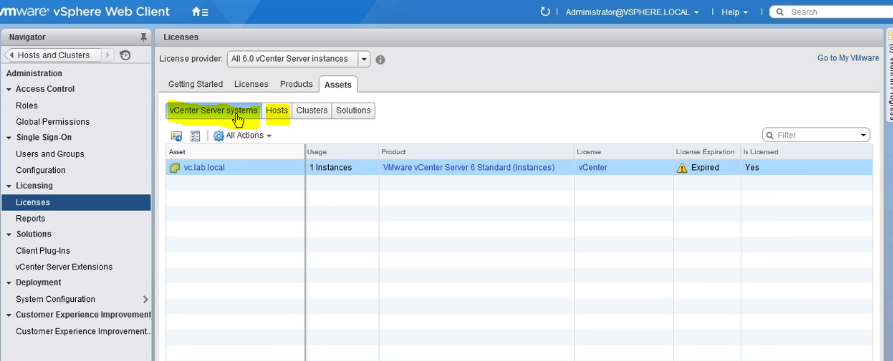 vmware® vSphere Web Client
Administrator@VSPHERE.LOCAL
Help
Search
Navigator
Licenses
Hosts and Clusters
License provider: All 6.0 vCenter Server instances
Go to My VMware
Administration
Getting Started Licenses Products Assets
Access Control
Roles
Global Permissions
Single Sign-On
Users and Groups
Configuration
Licensing
Licenses
Reports
Solutions
Client Plug-Ins
vCenter Server Extensions
Deployment
System Configuration
Customer Experience Improvement
Customer Experience Improvement..
vCenter Server systems Hosts Clusters Solutions
All Actions
Filter
Asset Usage Product License License Expiration Is Licensed
vc.lab.local 1 Instances VMware vCenter Server 6 Standard (Instances) vCenter Expired Yes
(0) Work In Progress